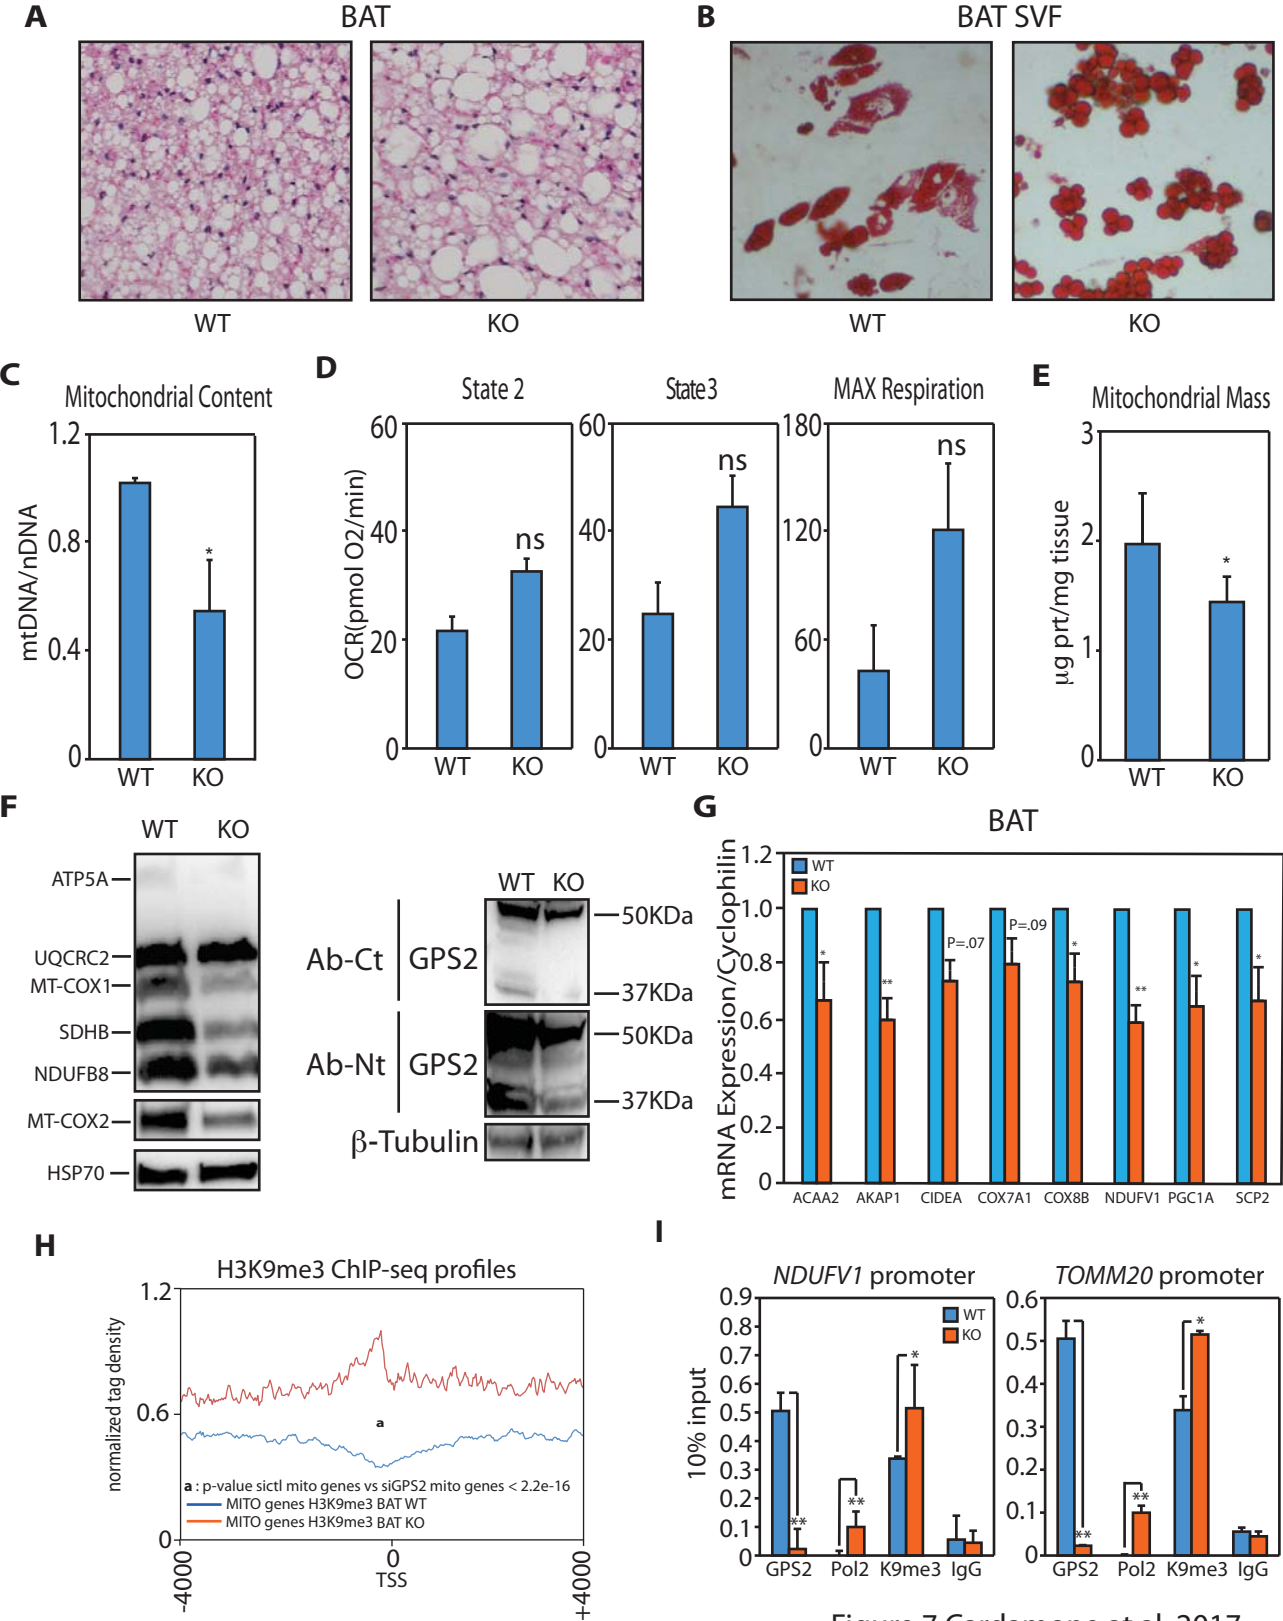 A
BAT
WT
KO
B
BAT SVF
WT
KO
C
Mitochondrial Content
mtDNA/nDNA
1.2
0.8
0.4
0
*
WT
KO
D
State 2
State3
MAX Respiration
OCR(pmol O2/min)
60
40
20
0
ns
WT
KO
60
40
20
0
ns
WT
KO
180
120
60
0
ns
WT
KO
E
Mitochondrial Mass
µg prt/mg tissue
3
2
1
0
*
WT
KO
F
WT
KO
ATP5A
UQCRC2
MT-COX1
SDHB
NDUFB8
MT-COX2
HSP70
WT
KO
Ab-Ct
GPS2
50KDa
37KDa
Ab-Nt
GPS2
50KDa
37KDa
β-Tubulin
G
BAT
mRNA Expression/Cyclophilin
1.2
1
0.8
0.6
0.4
0.2
0
WT
KO
*
**
P=.07
P=.09
*
**
*
*
ACAA2
AKAP1
CIDEA
COX7A1
COX8B
NDUFV1
PGC1A
SCP2
H
H3K9me3 ChIP-seq profiles
normalized tag density
1.2
0.6
0
a
a : p-value sictl mito genes vs siGPS2 mito genes < 2.2e-16
MITO genes H3K9me3 BAT WT
MITO genes H3K9me3 BAT KO
-4000
0
+4000
TSS
I
NDUFV1 promoter
10% input
0.9
0.8
0.7
0.6
0.5
0.4
0.3
0.2
0.1
0
WT
KO
**
**
*
GPS2
Pol2
K9me3
IgG
TOMM20 promoter
0.6
0.5
0.4
0.3
0.2
0.1
0
**
**
*
GPS2
Pol2
K9me3
IgG